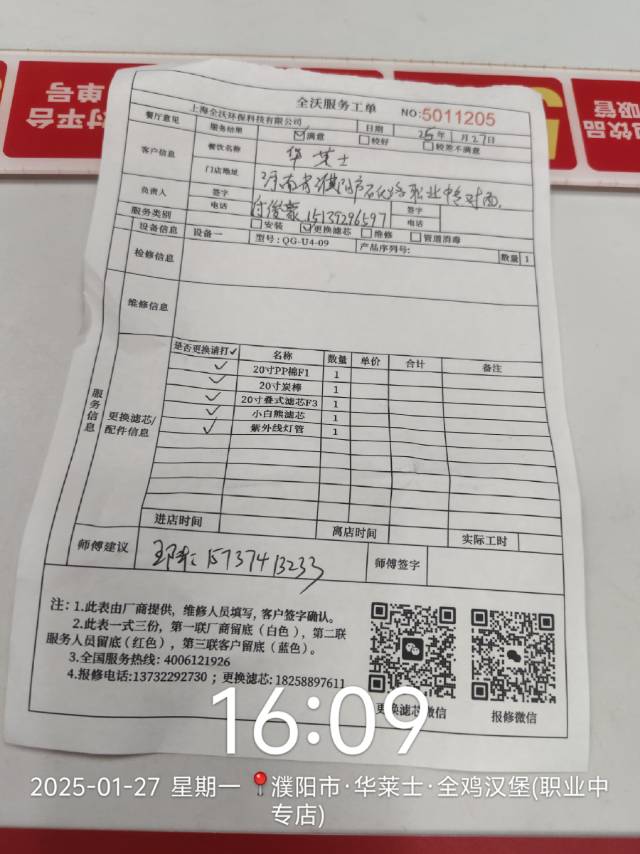 对平台
单号
饮品
吸管
全沃服务工单
NO:5011205
上海全沃环保科技有限公司
日期 25年1月27日
餐厅意见 服务结果 满意 较好 较差不满意
客户信息 餐饮名称 华莱士
门店地址 河南省濮阳市石化路职业中专对面
负责人 签字 付俊豪 签字
电话 15139296597 电话
服务类别 安装 更换滤芯 维修 管道消毒
设备信息 设备一 型号:QG-U4-09 产品序列号: 数量 1
检修信息
维修信息
服务信息
更换滤芯/
配件信息
是否更换请打✓ 名称 数量 单价 合计 备注
✓ 20寸PP棉F1 1
✓ 20寸炭棒 1
✓ 20寸叠式滤芯F3 1
✓ 小白熊滤芯 1
✓ 紫外线灯管 1
进店时间 离店时间 实际工时
师傅建议 15737413233 师傅签字
注:1.此表由厂商提供,维修人员填写,客户签字确认。
2.此表一式三份,第一联厂商留底(白色),第二联
服务人员留底(红色),第三联客户留底(蓝色)。
3.全国服务热线:4006121926
4.报修电话:13732292730;更换滤芯:18258897611
更换滤芯微信
报修微信
16:09
2025-01-27 星期一 濮阳市·华莱士·全鸡汉堡(职业中
专店)